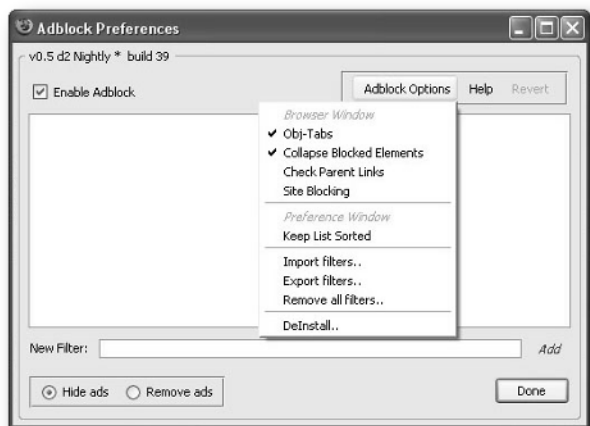 Adblock Preferences
v0.5 d2 Nightly * build 39
Enable Adblock
Adblock Options Help Revert
Browser Window
Obj-Tabs
Collapse Blocked Elements
Check Parent Links
Site Blocking
Preference Window
Keep List Sorted
Import filters..
Export filters..
Remove all filters..
DeInstall..
New Filter: Add
Hide ads Remove ads Done